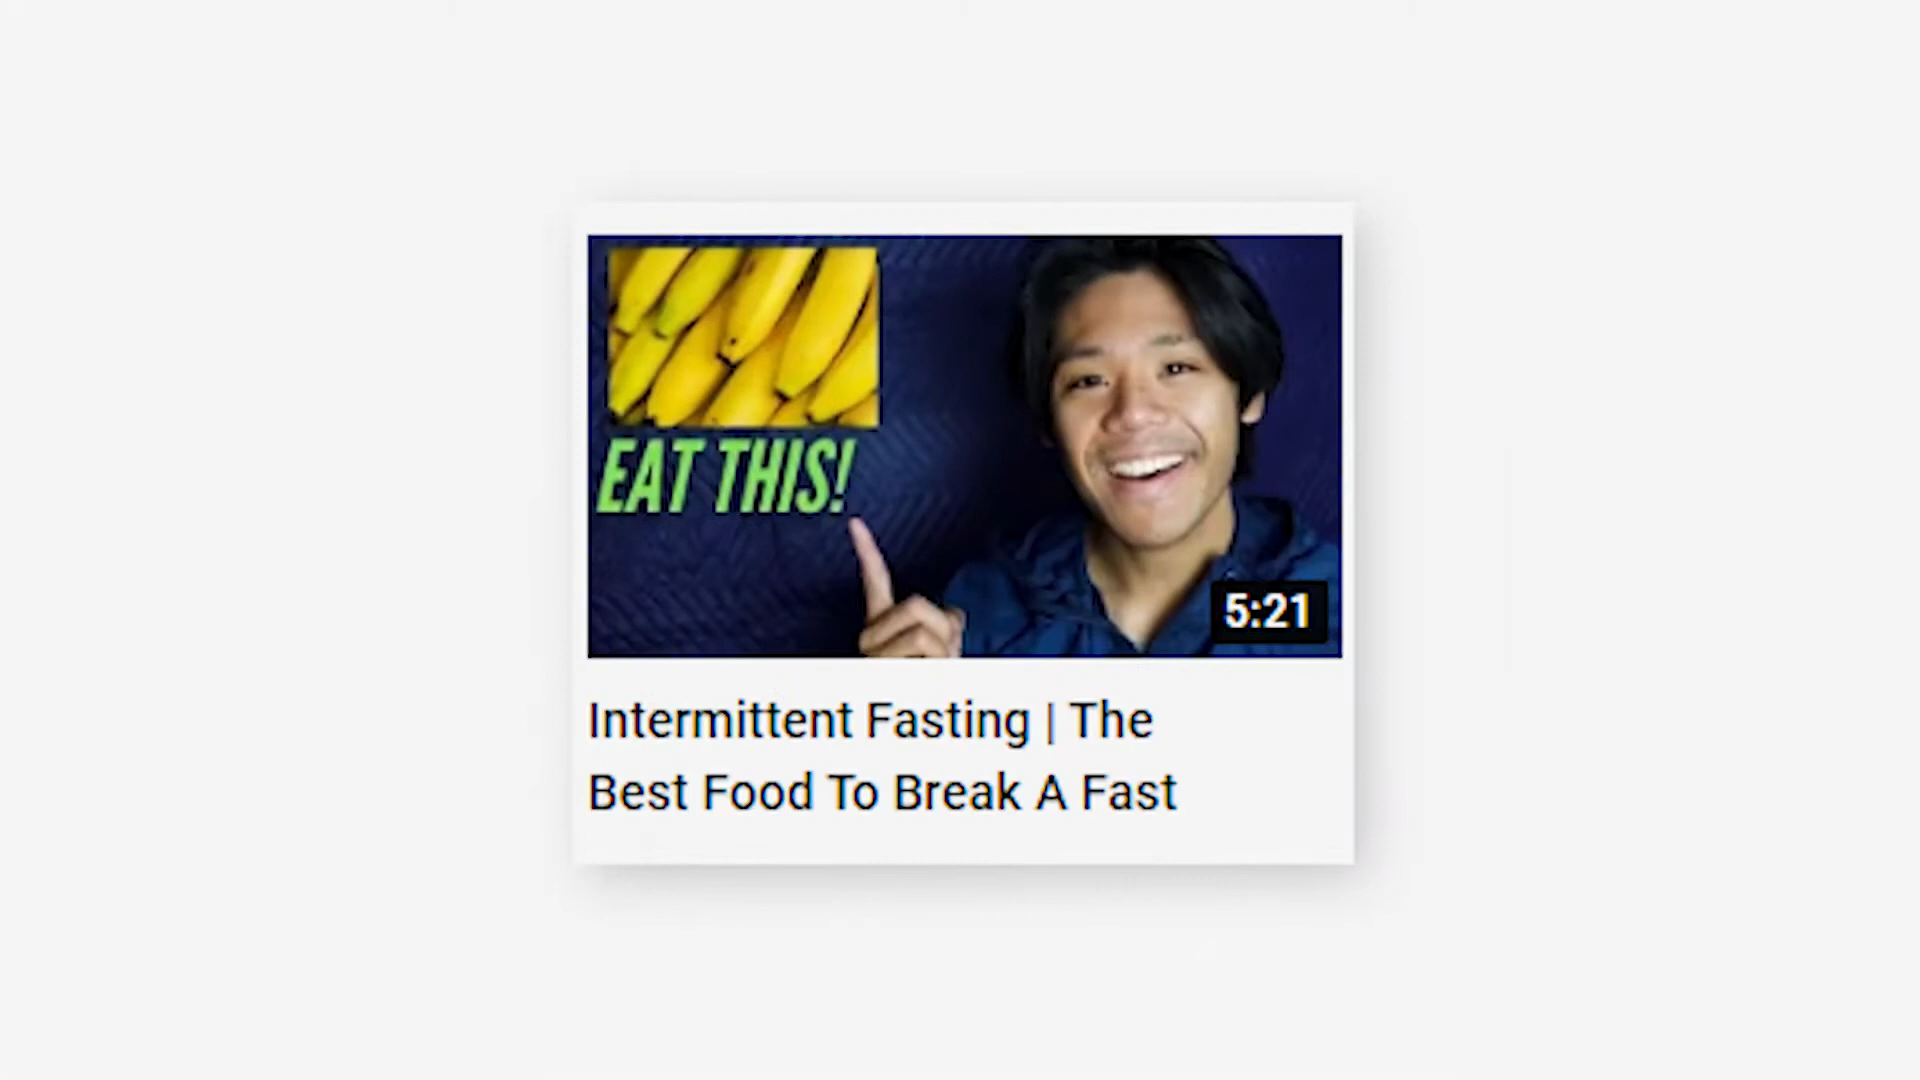 EAT THIS!
5:21
Intermittent Fasting | The
Best Food To Break A Fast